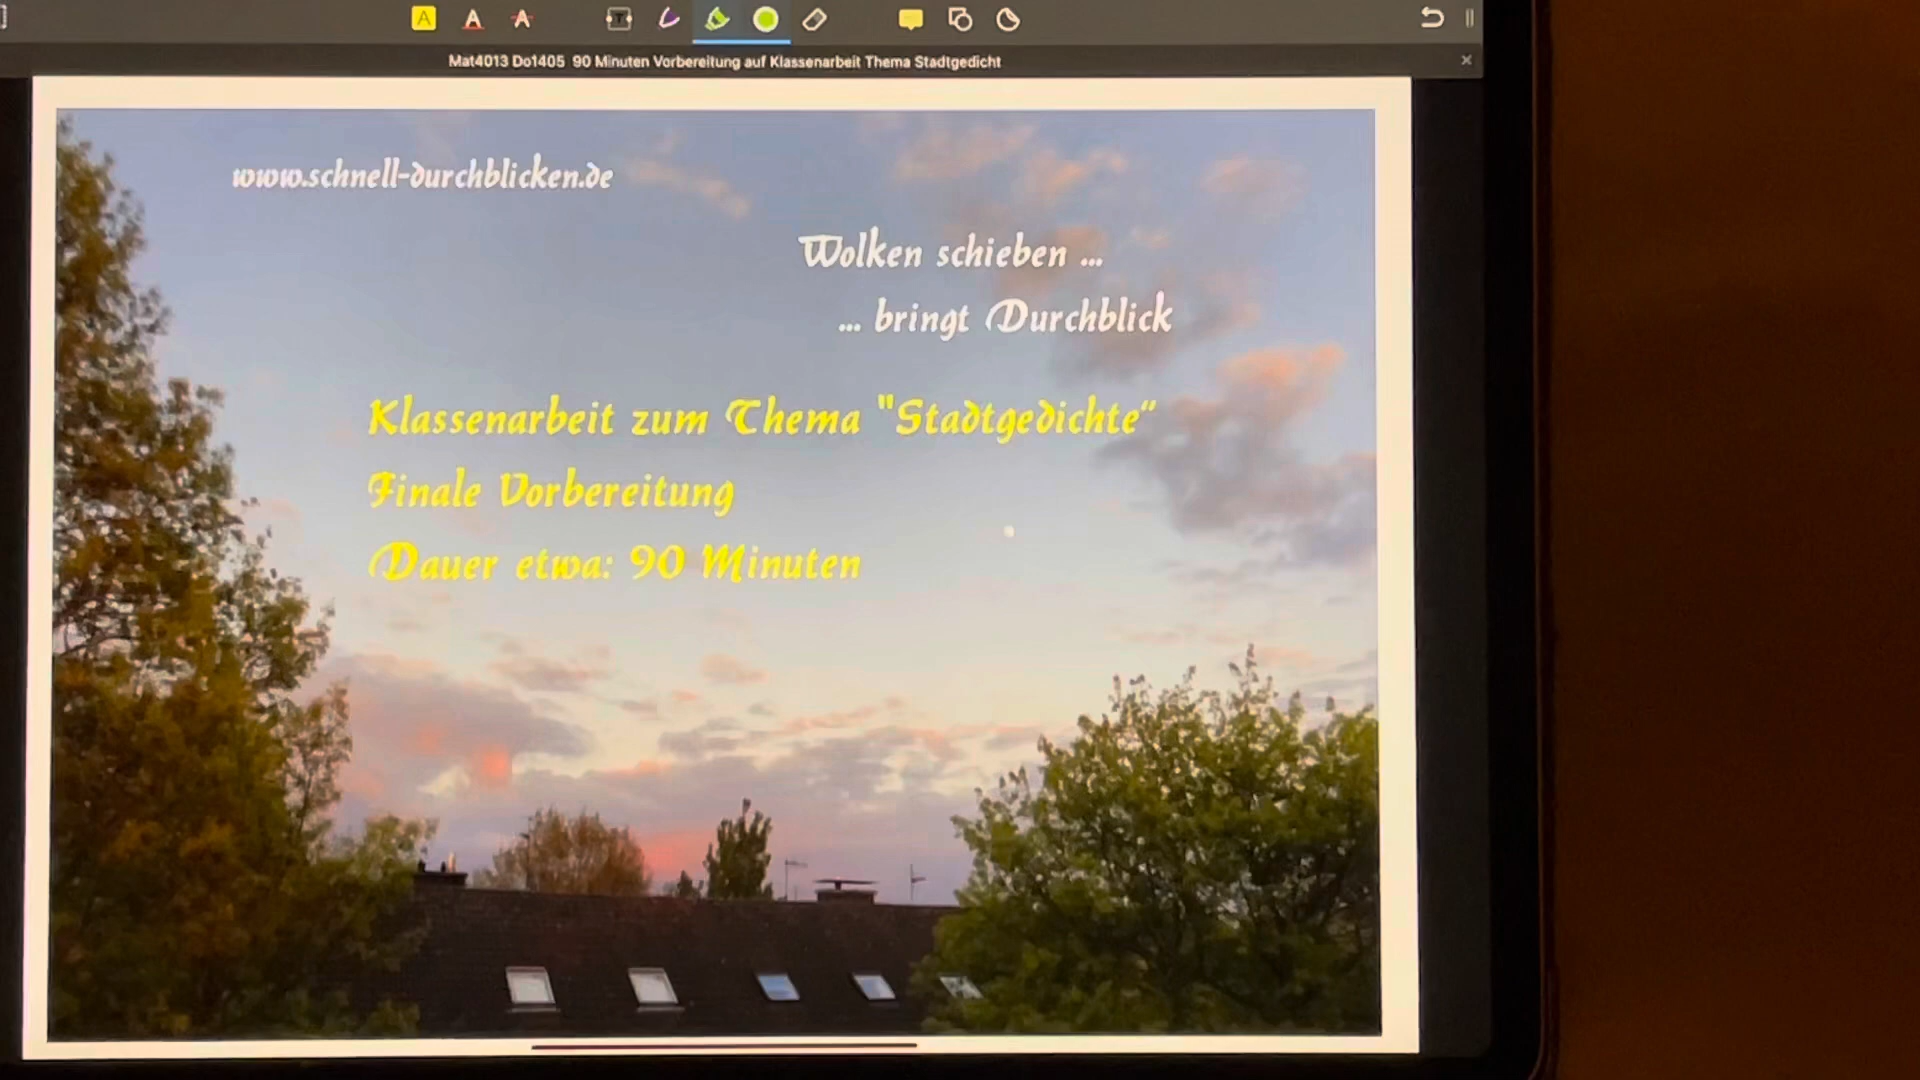 Mat4013 Do1405 90 Minuten Vorbereitung auf Klassenarbeit Thema Stadtgedicht
www.schnell-durchblicken.de
Wolken schieben ...
... bringt Durchblick
Klassenarbeit zum Thema "Stadtgedichte“
Finale Vorbereitung
Dauer etwa: 90 Minuten